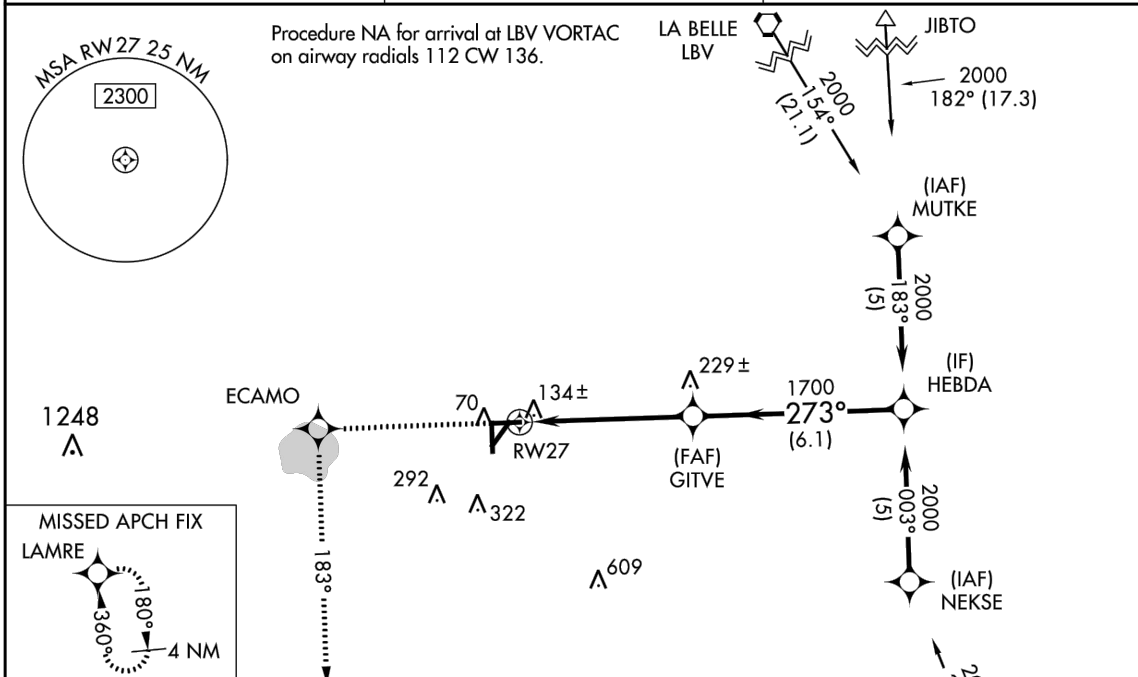 Procedure NA for arrival at LBV VORTAC
on airway radials 112 CW 136.
MSA RW27 25 NM
2300
LA BELLE
LBV
2000
154°
(21.1)
JIBTO
2000
182° (17.3)
(IAF)
MUTKE
2000
183°
(5)
(IF)
HEBDA
1700
273°
(6.1)
229±
(FAF)
GITVE
134±
70
RW27
ECAMO
1248
292
322
609
183°
2000
003°
(5)
(IAF)
NEKSE
MISSED APCH FIX
LAMRE
180°
360°
4 NM